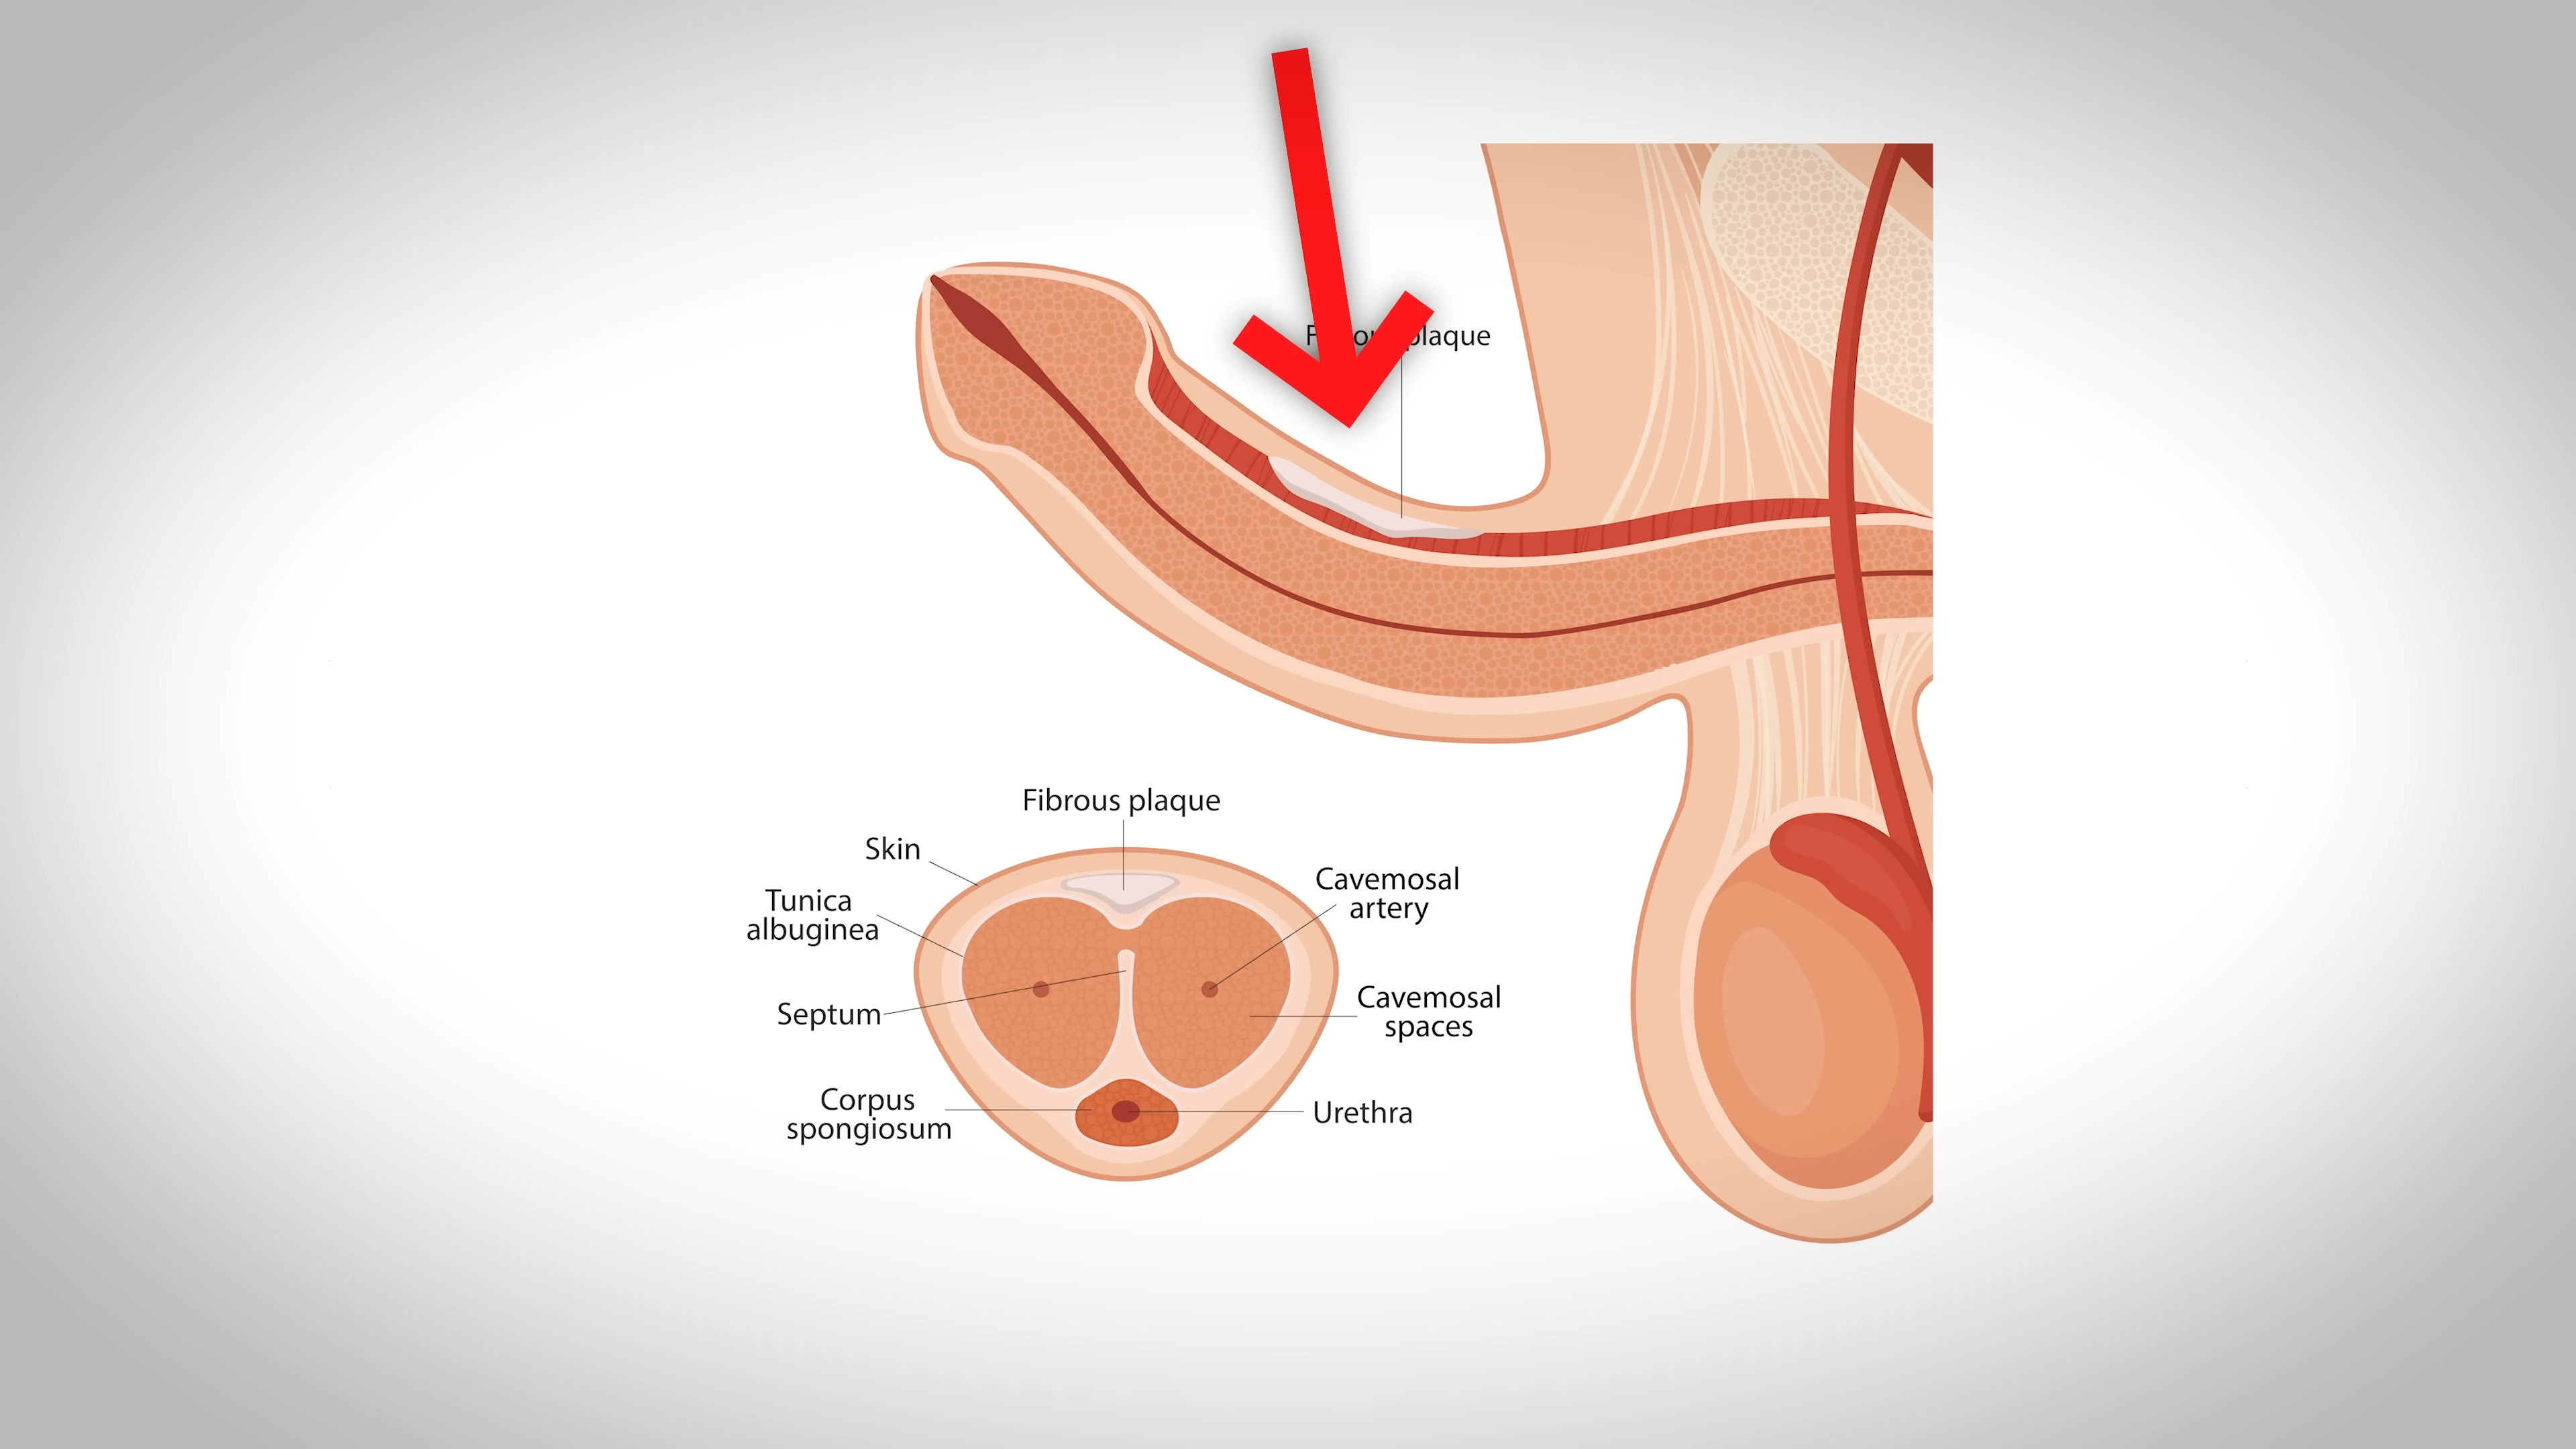 plaque
Fibrous plaque
Skin
Tunica
albuginea
Cavemosal
artery
Septum
Cavemosal
spaces
Corpus
spongiosum
Urethra